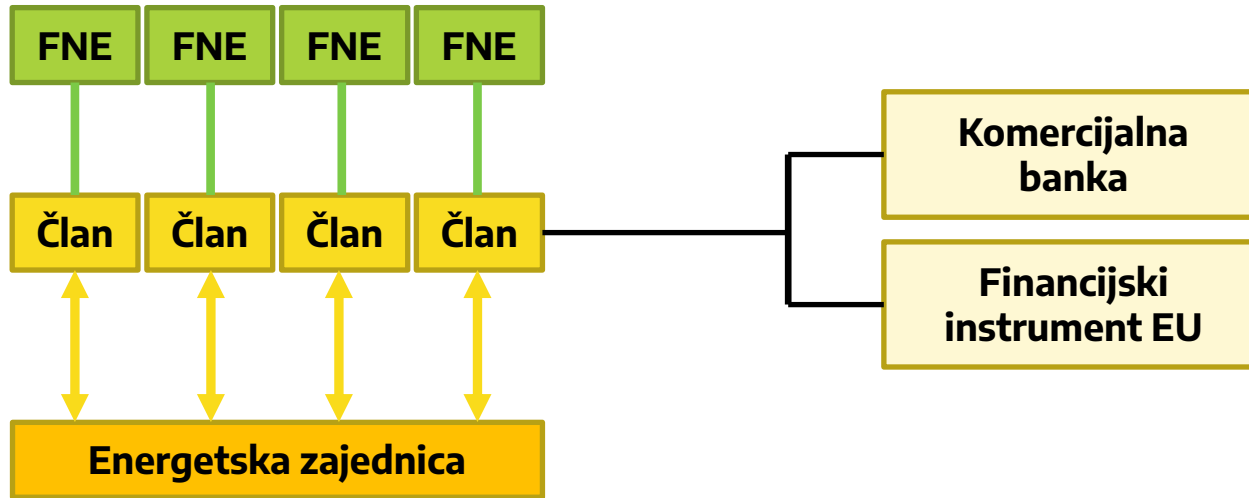 FNE
FNE
FNE
FNE
Komercijalna
banka
Član
Član
Član
Član
Financijski
instrument EU
Energetska zajednica